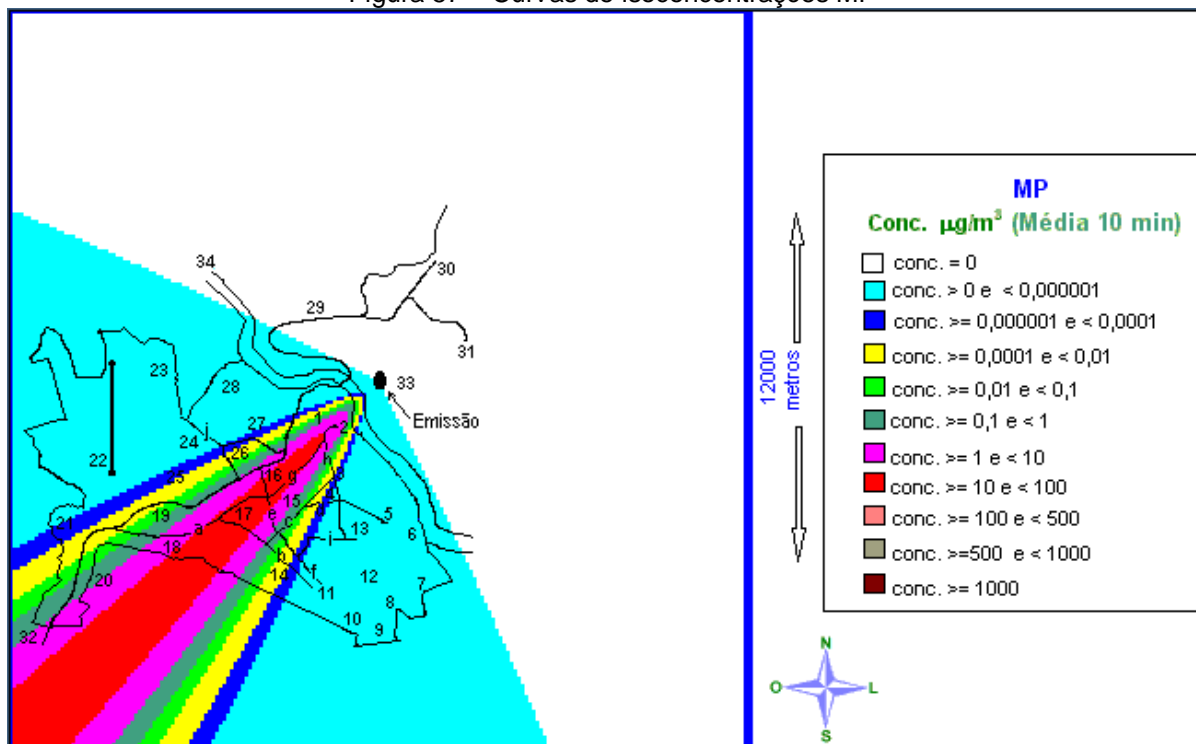 Figura
Curvas de Isoconcentrações
34
30
29
31
33
Emissão
23
28
27
1
2
j
24
26
h
22
25
16
g
15
19
17
e
c
5
21
a
13
6
i
18
b
f
20
14
12
7
11
8
10
9
32
12000
metros
MP
Conc. µg/m³ (Média 10 min)
conc. = 0
conc. > 0 e < 0,000001
conc. >= 0,000001 e < 0,0001
conc. >= 0,0001 e < 0,01
conc. >= 0,01 e < 0,1
conc. >= 0,1 e < 1
conc. >= 1 e < 10
conc. >= 10 e < 100
conc. >= 100 e < 500
conc. >=500 e < 1000
conc. >= 1000
N
O
L
S